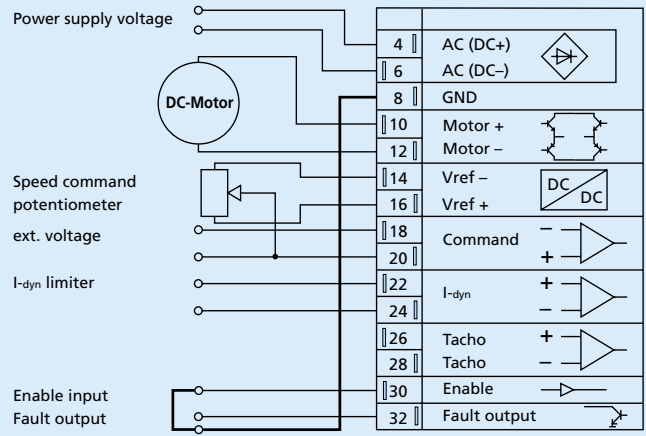 Power supply voltage
4 AC (DC+)
6 AC (DC–)
8 GND
DC-Motor
10 Motor +
12 Motor –
14 Vref –
DC
DC
Speed command
potentiometer
16 Vref +
ext. voltage
18
Command
–
+
20
I-dyn limiter
22
I-dyn
+
–
24
26 Tacho +
28 Tacho –
Enable input
30 Enable
Fault output
32 Fault output